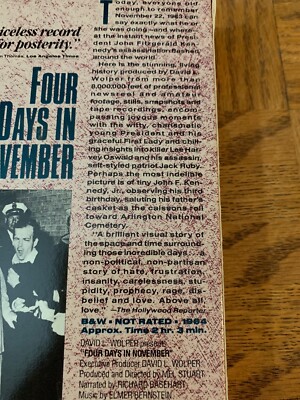 riceless record
for posterity."
Thomas, Los Angeles Times
FOUR
DAYS IN
NOVEMBER
Today, everyone old
enough to remember
November 22, 1963 can
say exactly what he or
she was doing—and where—
at the instant news of Presi-
dent John Fitzgerald Ken-
nedy's assassination flashed
around the world.
Here is the stunning, living
history produced by David L.
Wolper from more than
8,000,000 feet of professional
newsreel and amateur
footage, stills, snapshots and
tape recordings, encom-
passing joyous moments
with the witty, charismatic
young President and his
graceful First Lady and chill-
ing insights into killer Lee Har-
vey Oswald and his assassin,
self-styled patriot Jack Ruby.
Perhaps the most indelible
picture is of tiny John F. Ken-
nedy, Jr., observing his third
birthday, saluting his father's
casket as the caissons roll
toward Arlington National
Cemetery.
"A brilliant visual story of
the space and time surround-
ing those incredible days... a
non-political, non-partisan
story of hate, frustration,
insanity, carelessness, stu-
pidity, prophecy, rage, dis-
belief and love. Above all,
love."—The Hollywood Reporter
B&W • NOT RATED • 1964
Approx. Time 2 hr. 3 min.
DAVID L. WOLPER presents
"FOUR DAYS IN NOVEMBER"
Executive Producer DAVID L. WOLPER
Produced and Directed by MEL STUART
Narrated by RICHARD BASEHART
Music by ELMER BERNSTEIN